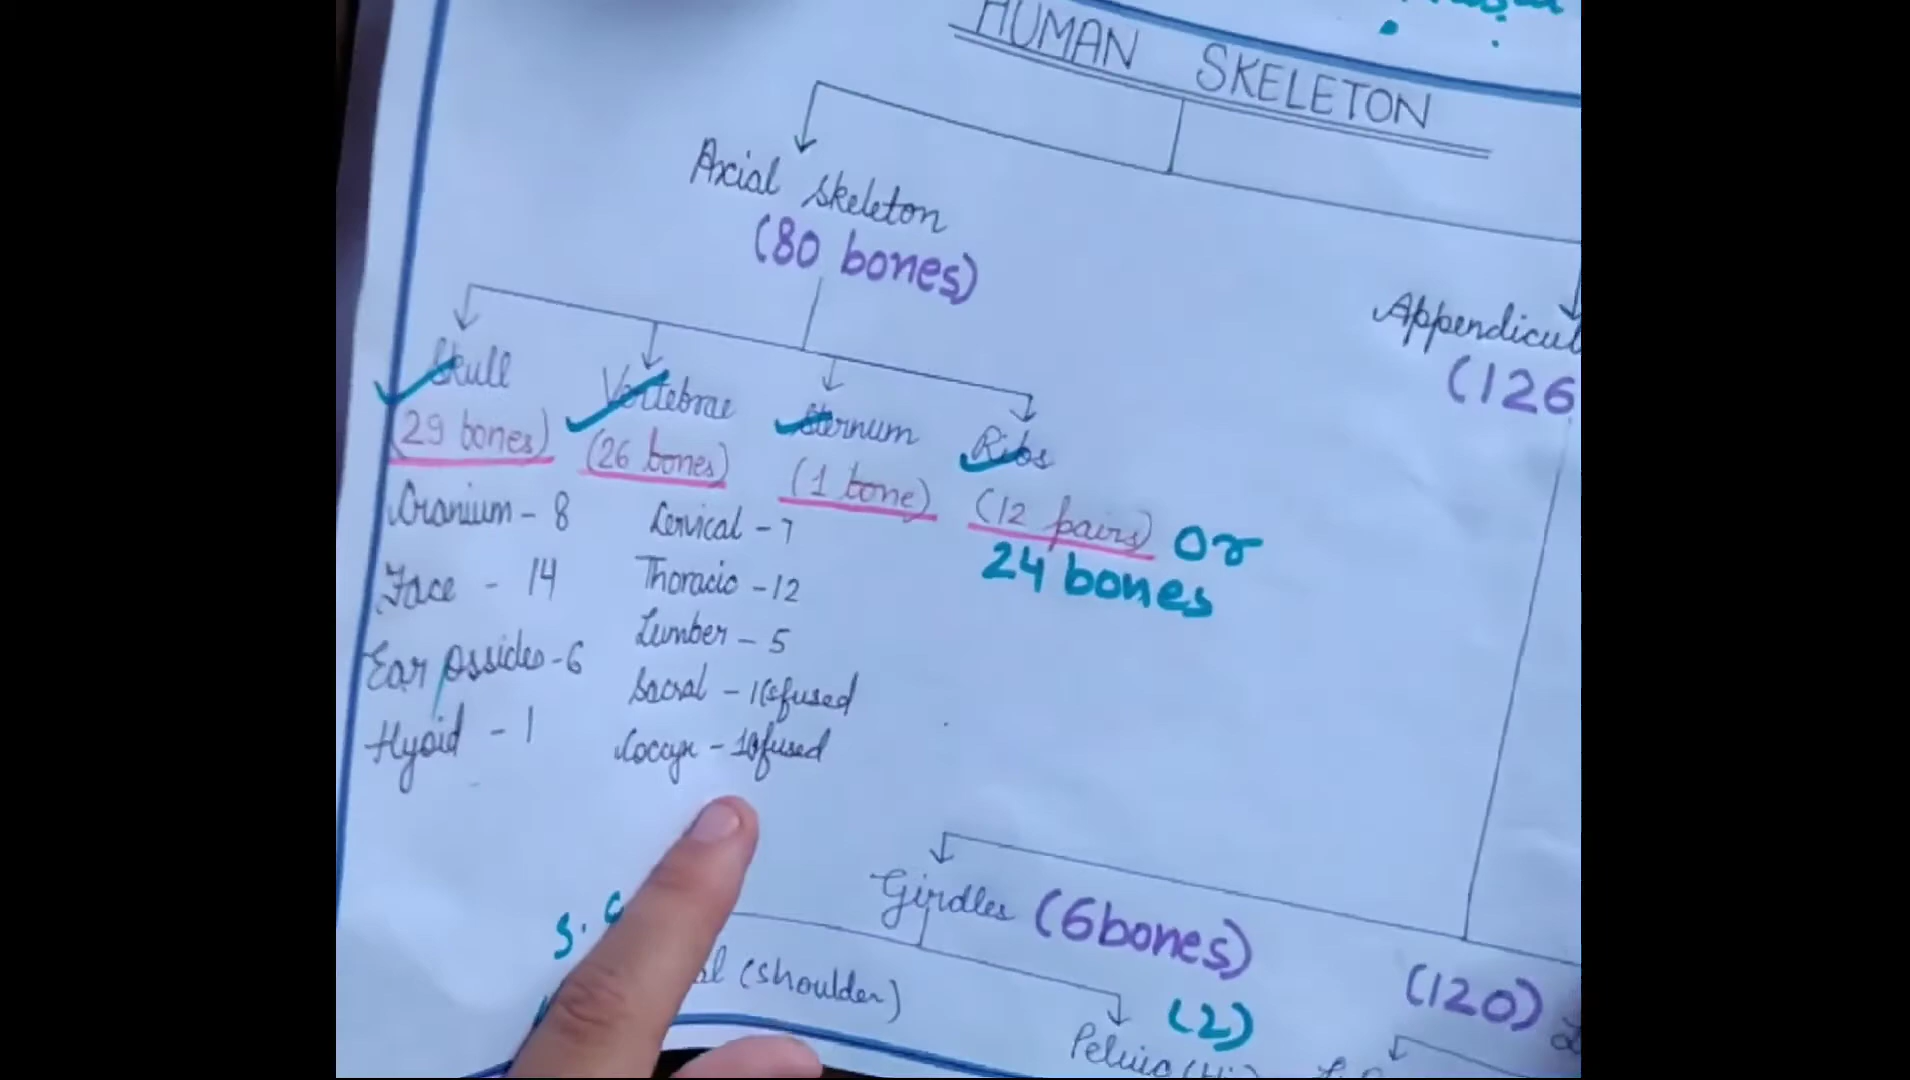 HUMAN SKELETON
Axial skeleton
(80 bones)
Appendicul
(126
Skull
(29 bones)
Cranium - 8
Face - 14
Ear Ossicles - 6
Hyoid - 1
Vertebrae
(26 bones)
Cervical - 7
Thoracic - 12
Lumber - 5
Sacral - 1(5fused
Coccyx - 1 fused
Sternum
(1 bone)
Ribs
(12 pairs) Or
24 bones
Girdles (6bones)
(120)
(shoulder)
(2)
Pelvic